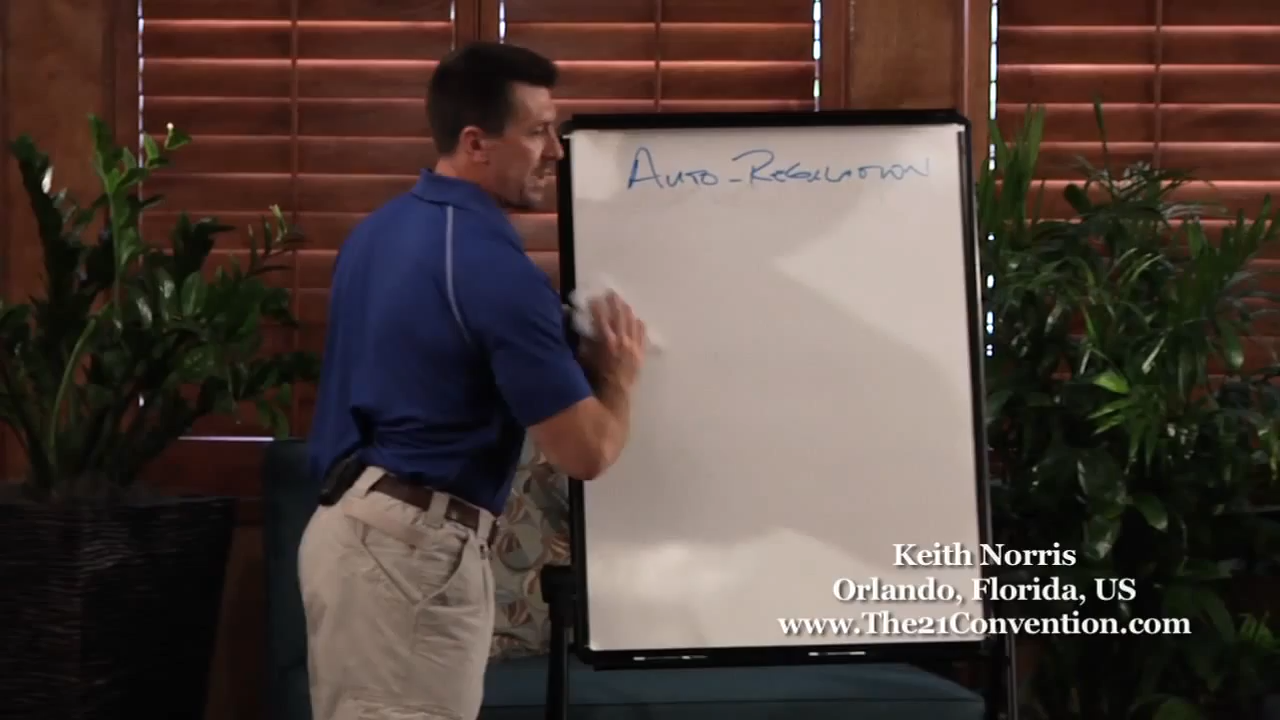 AUTO-REGULATION
Keith Norris
Orlando, Florida, US
www.The21Convention.com